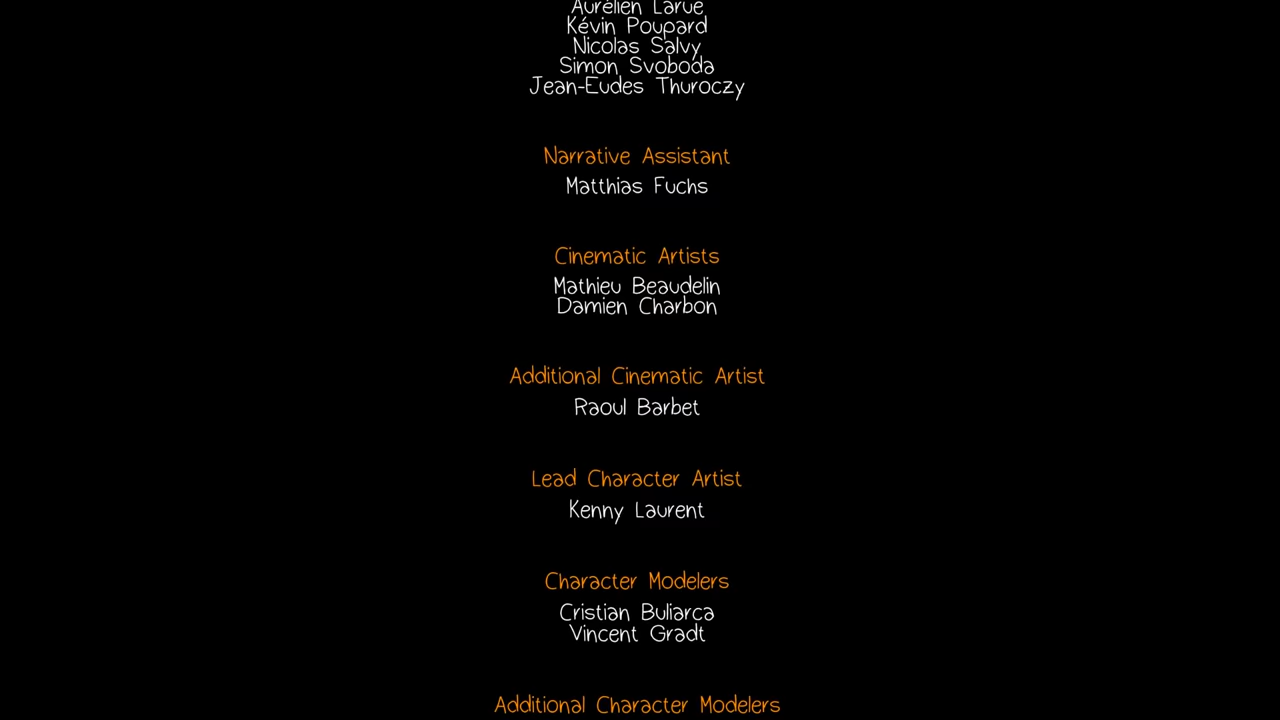 Aurélien Larue
Kévin Poupard
Nicolas Salvy
Simon Svoboda
Jean-Eudes Thuroczy
Narrative Assistant
Matthias Fuchs
Cinematic Artists
Mathieu Beaudelin
Damien Charbon
Additional Cinematic Artist
Raoul Barbet
Lead Character Artist
Kenny Laurent
Character Modelers
Cristian Buliarca
Vincent Gradt
Additional Character Modelers